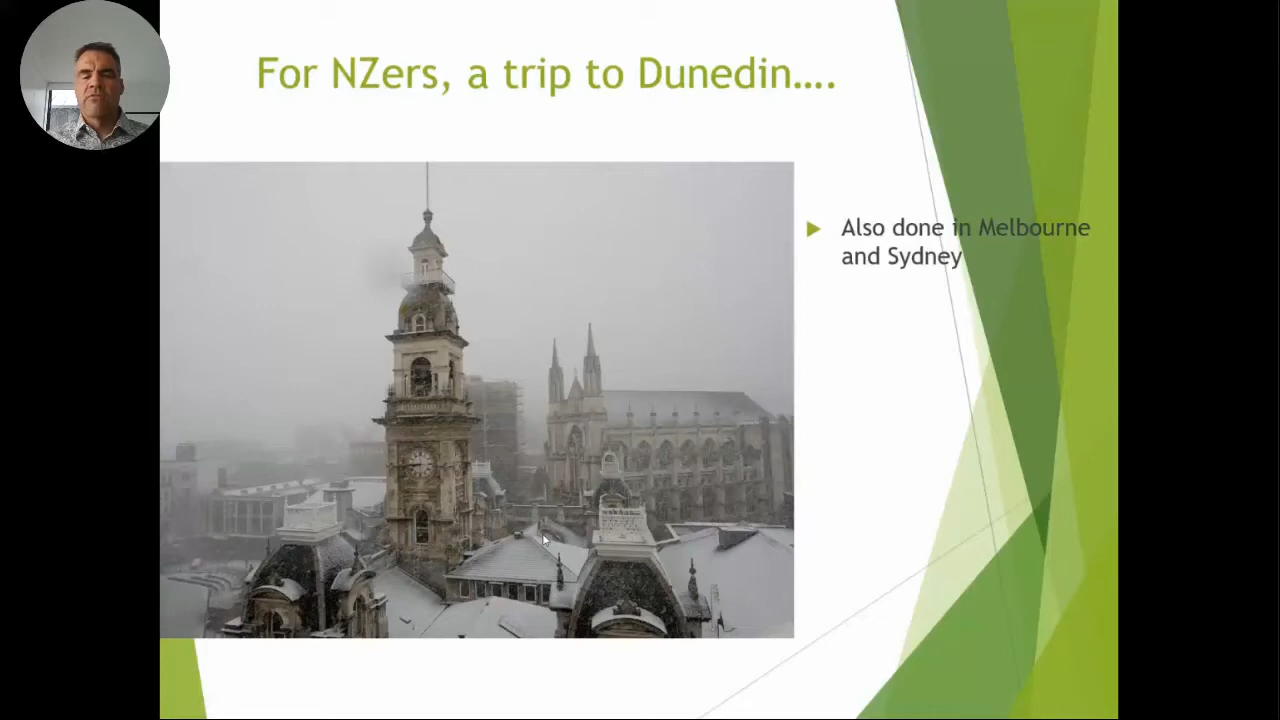 For NZers, a trip to Dunedin....
Also done in Melbourne
and Sydney